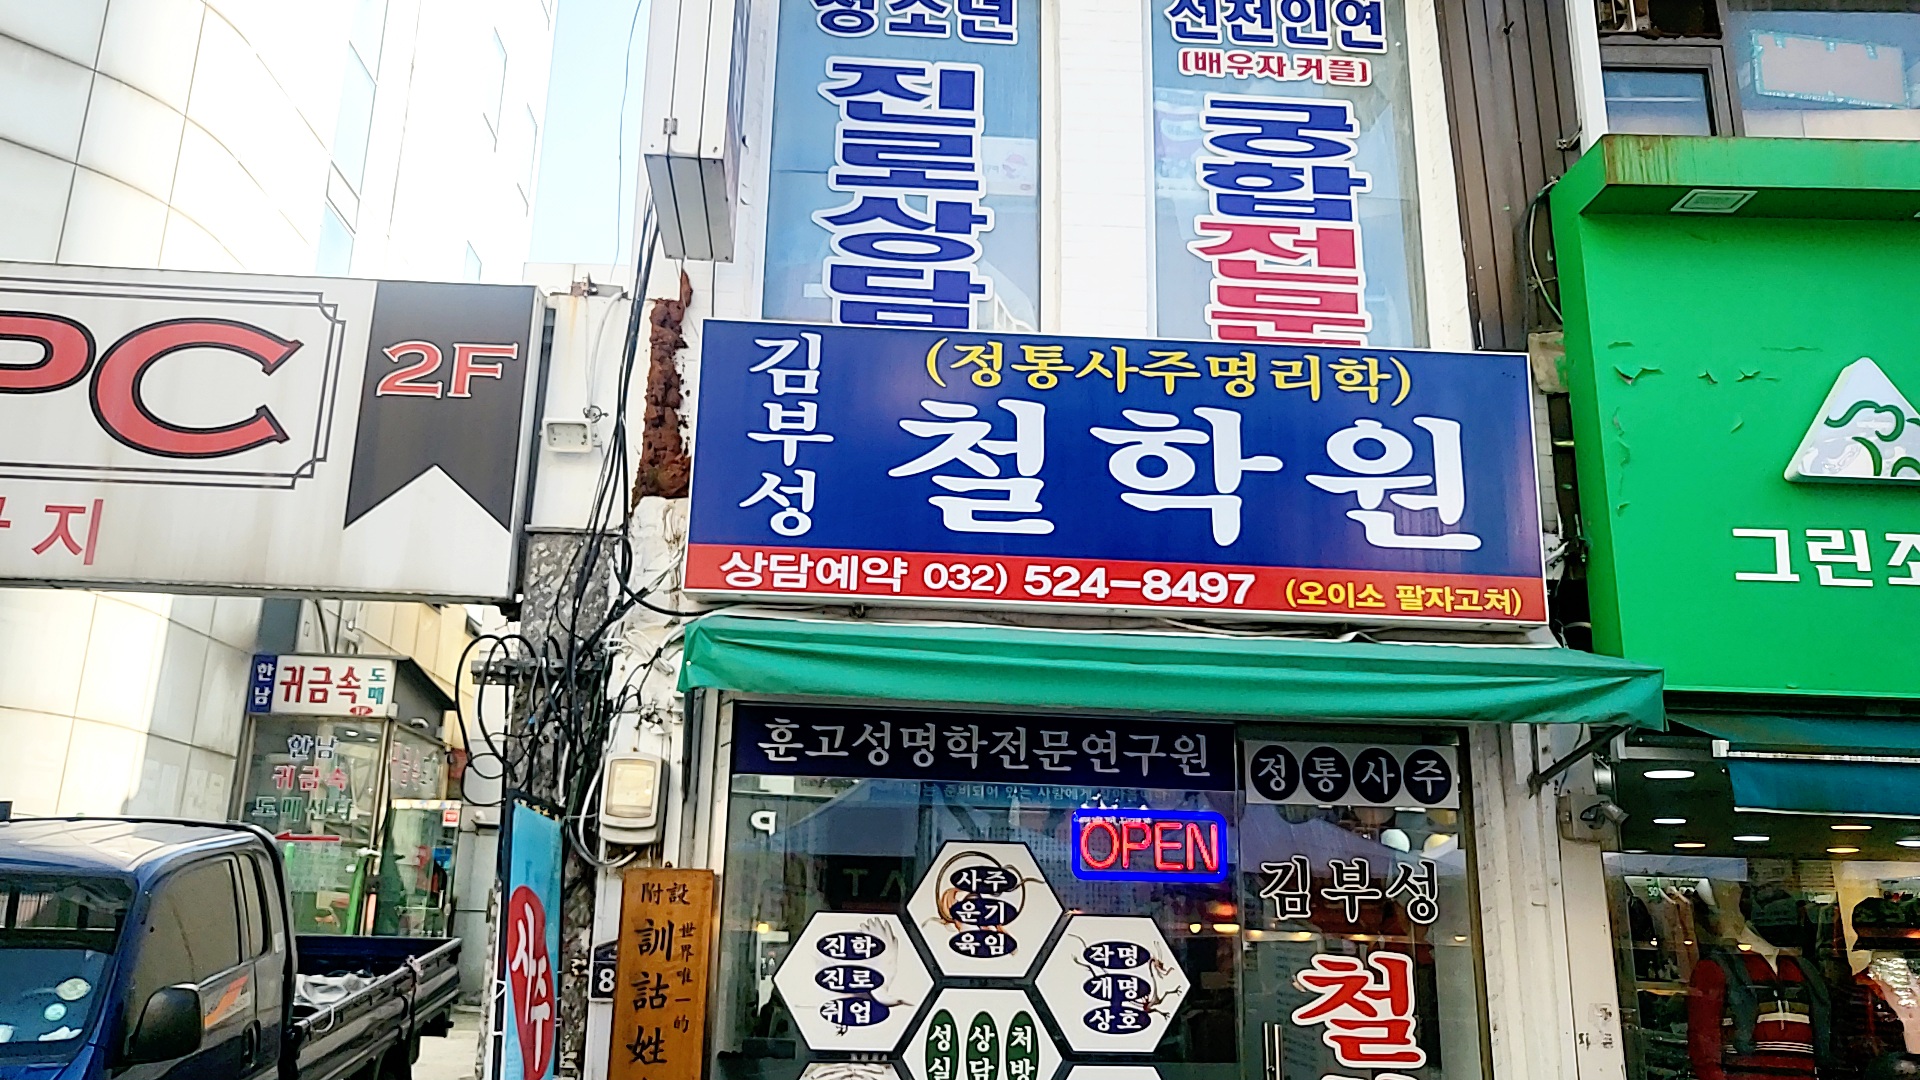 청소년
진로상담
선천인연
(배우자 커플)
궁합전문
PC
2F
지
김부성
(정통사주명리학)
철학원
상담예약 032) 524-8497 (오이소 팔자고쳐)
그린조
한남
귀금속
도매
한남
귀금속
도매센타
훈고성명학전문연구원
정통사주
OPEN
김부성
철
사주
운기
육임
진학
진로
취업
작명
개명
상호
성실
상담
처방
사주
附設
訓詁姓
世界唯一的
8